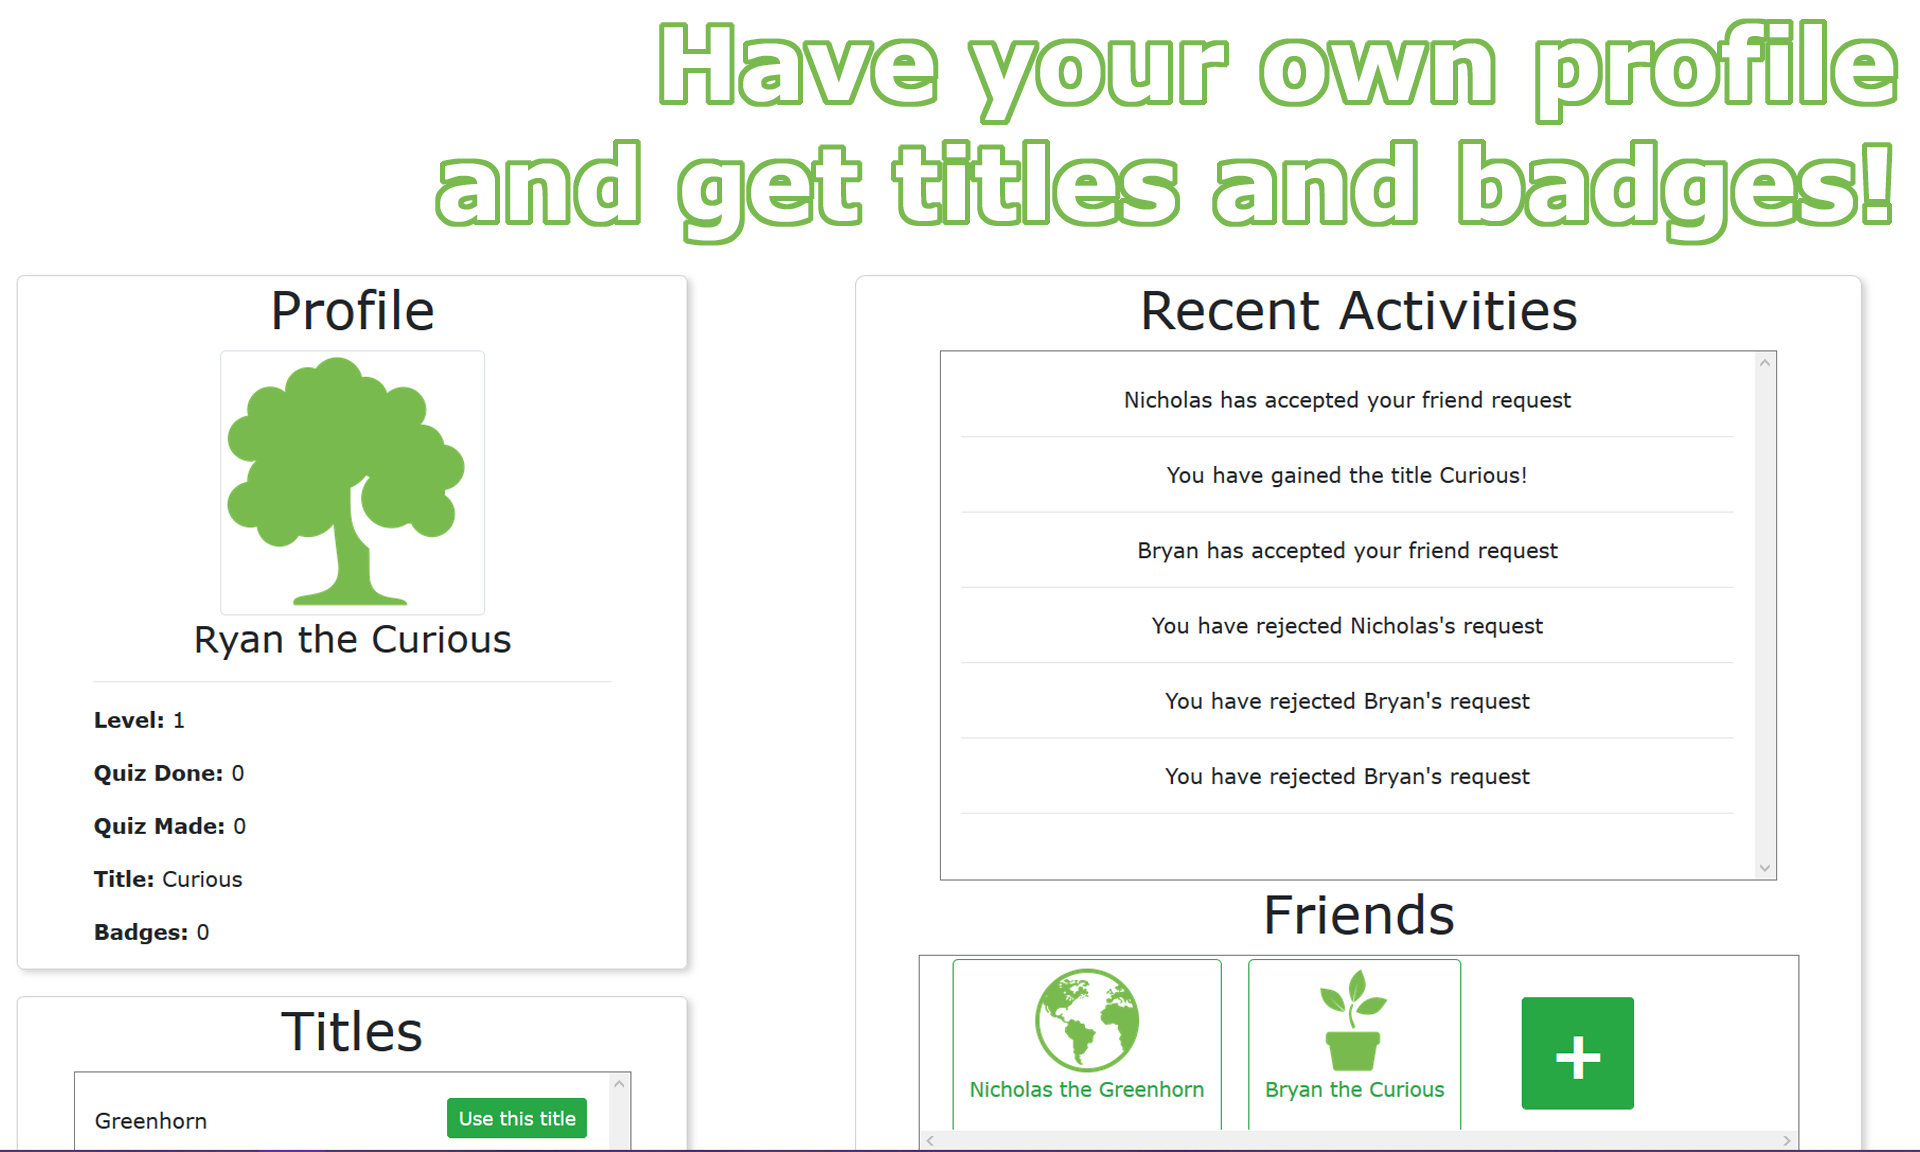 Have your own profile
and get titles and badges!
Profile
Ryan the Curious
Level: 1
Quiz Done: 0
Quiz Made: 0
Title: Curious
Badges: 0
Titles
Greenhorn
Use this title
Recent Activities
Nicholas has accepted your friend request
You have gained the title Curious!
Bryan has accepted your friend request
You have rejected Nicholas's request
You have rejected Bryan's request
You have rejected Bryan's request
Friends
Nicholas the Greenhorn
Bryan the Curious
+